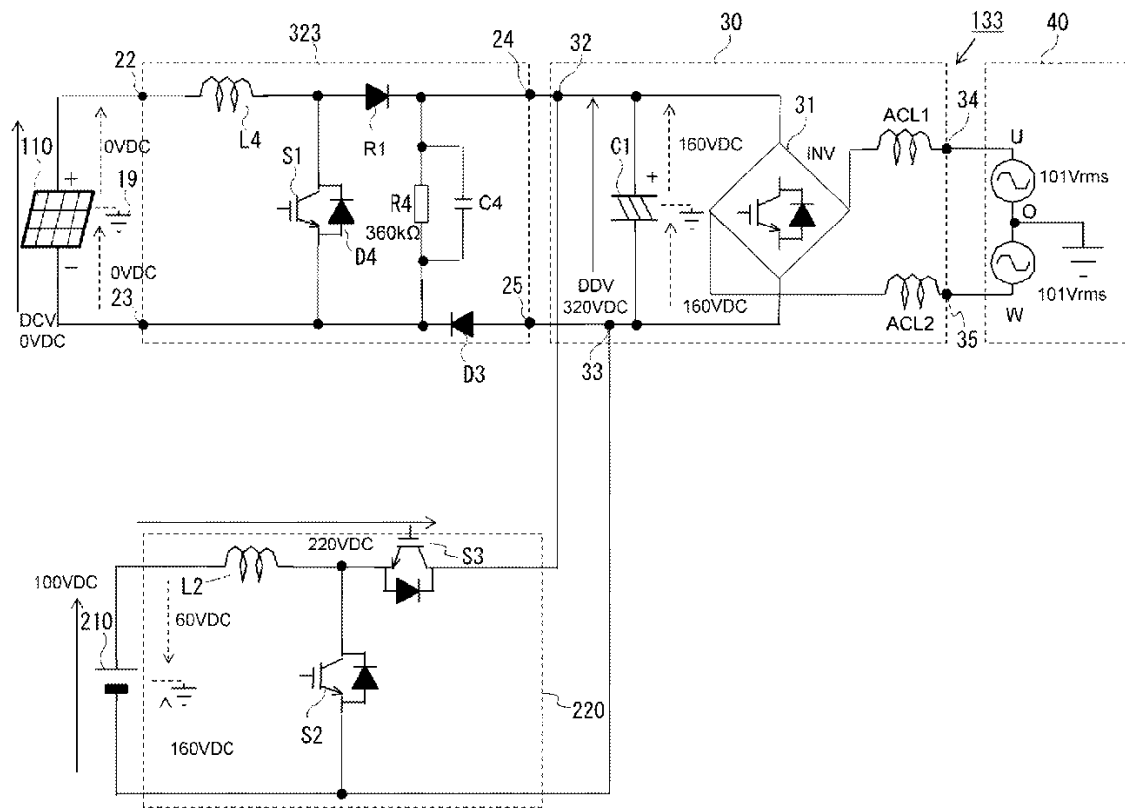 323
30
133
40
22
24
32
L4
R1
31
ACL1
34
110
0VDC
19
S1
C1
160VDC
INV
U
+
+
101Vrms
R4
C4
O
360kΩ
D4
0VDC
25
DDV
320VDC
160VDC
101Vrms
DCV
0VDC
23
D3
33
ACL2
35
W
220VDC
S3
100VDC
L2
60VDC
210
S2
220
160VDC